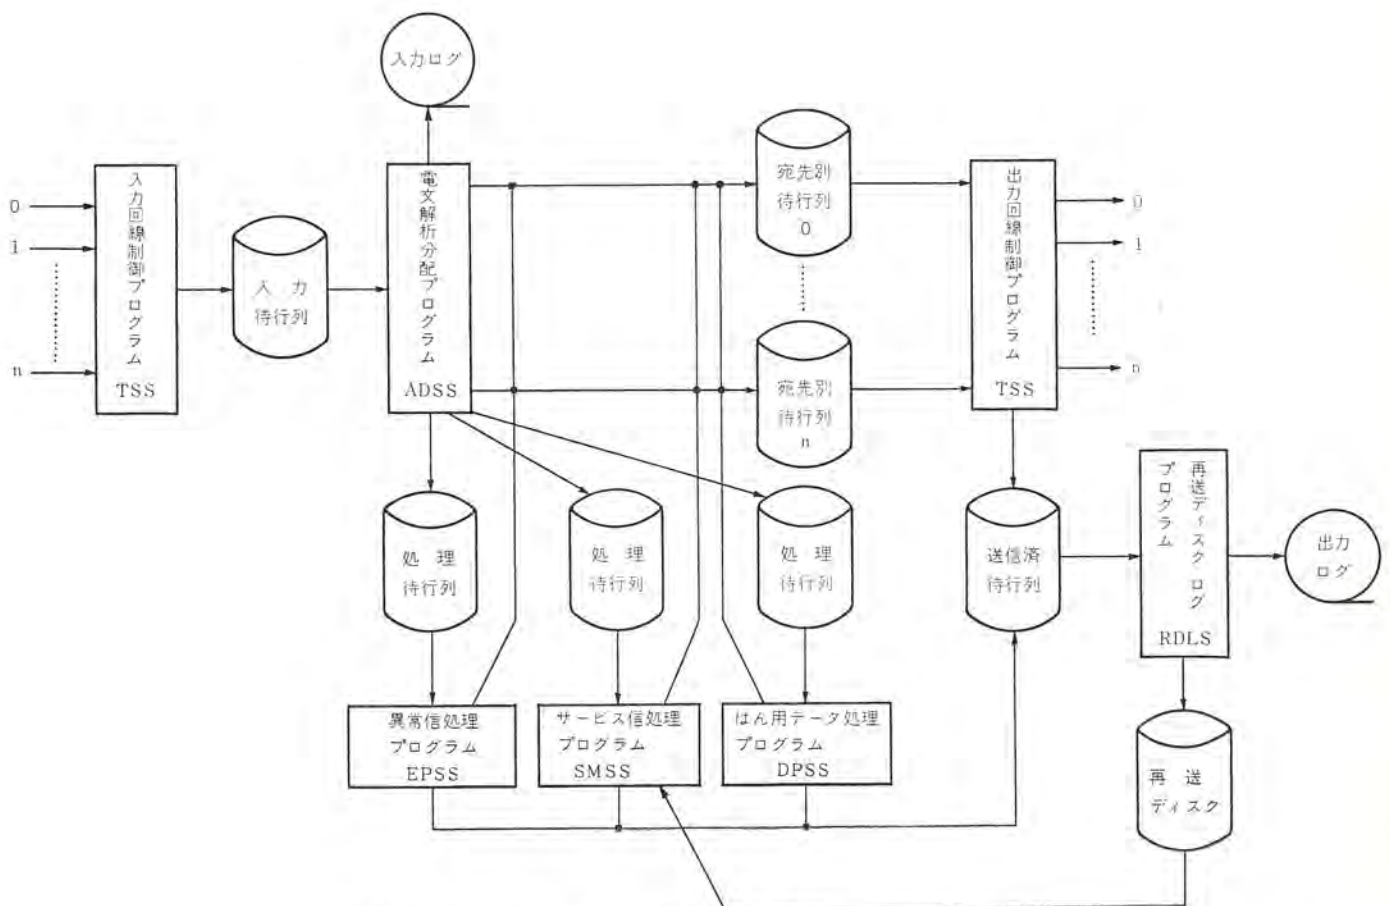 入力ログ
0
1
n
入力回線制御プログラム
TSS
入力
待行列
電文解析分配プログラム
ADSS
宛先別
待行列
0
宛先別
待行列
n
出力回線制御プログラム
TSS
0
1
n
処理
待行列
処理
待行列
処理
待行列
送信済
待行列
再送ディスクログ
プログラム
RDLS
出力
ログ
異常信処理
プログラム
EPSS
サービス信処理
プログラム
SMSS
はん用データ処理
プログラム
DPSS
再送
ディスク